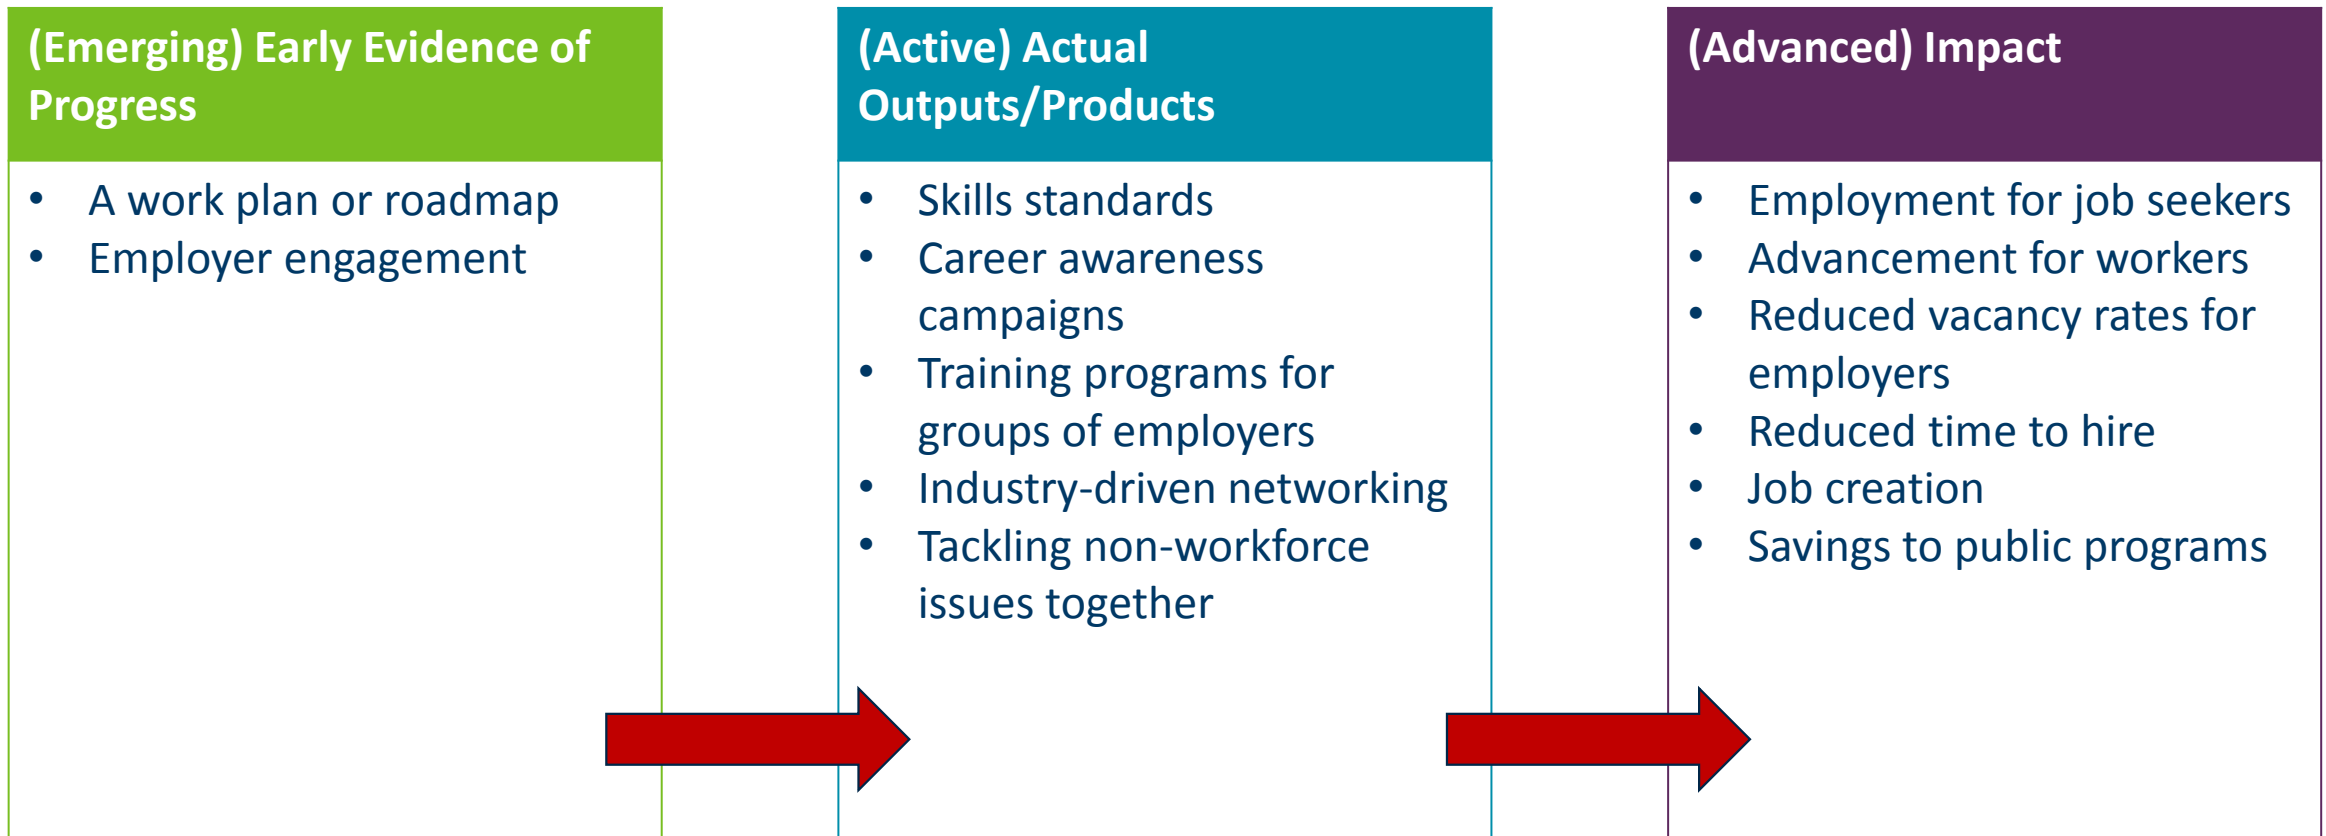 (Emerging) Early Evidence of
Progress
• A work plan or roadmap
• Employer engagement
(Active) Actual
Outputs/Products
• Skills standards
• Career awareness
campaigns
• Training programs for
groups of employers
• Industry-driven networking
• Tackling non-workforce
issues together
(Advanced) Impact
• Employment for job seekers
• Advancement for workers
• Reduced vacancy rates for
employers
• Reduced time to hire
• Job creation
• Savings to public programs